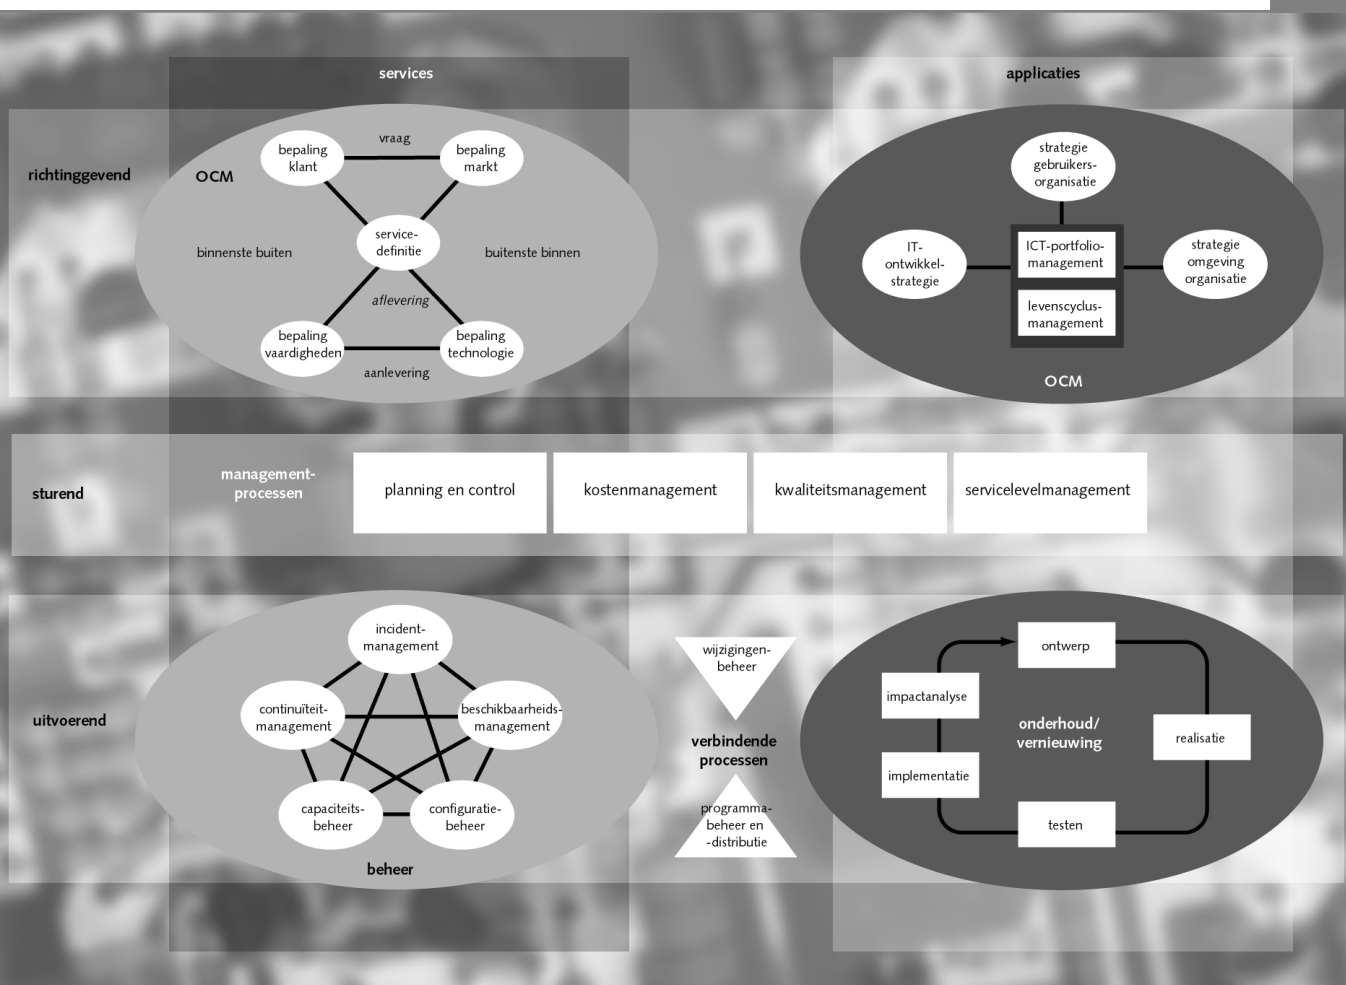 services
applicaties
richtinggevend
OCM
bepaling
klant
vraag
bepaling
markt
service-
definitie
binnenste buiten
buitenste binnen
aflevering
bepaling
vaardigheden
bepaling
technologie
aanlevering
strategie
gebruikers-
organisatie
IT-
ontwikkel-
strategie
ICT-portfolio-
management
levenscyclus-
management
strategie
omgeving
organisatie
OCM
sturend
management-
processen
planning en control
kostenmanagement
kwaliteitsmanagement
servicelevelmanagement
uitvoerend
incident-
management
continuïteit-
management
beschikbaarheids-
management
capaciteits-
beheer
configuratie-
beheer
beheer
wijzigingen-
beheer
verbindende
processen
programma-
beheer en
-distributie
ontwerp
impactanalyse
onderhoud/
vernieuwing
realisatie
implementatie
testen